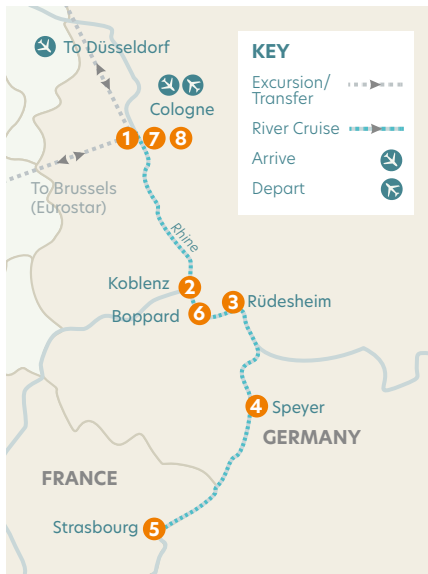 To Düsseldorf
KEY
Excursion/
Transfer
River Cruise
Arrive
Depart
Cologne
1 7 8
To Brussels
(Eurostar)
Rhine
Koblenz 2
3 Rüdesheim
Boppard 6
4 Speyer
GERMANY
FRANCE
Strasbourg 5